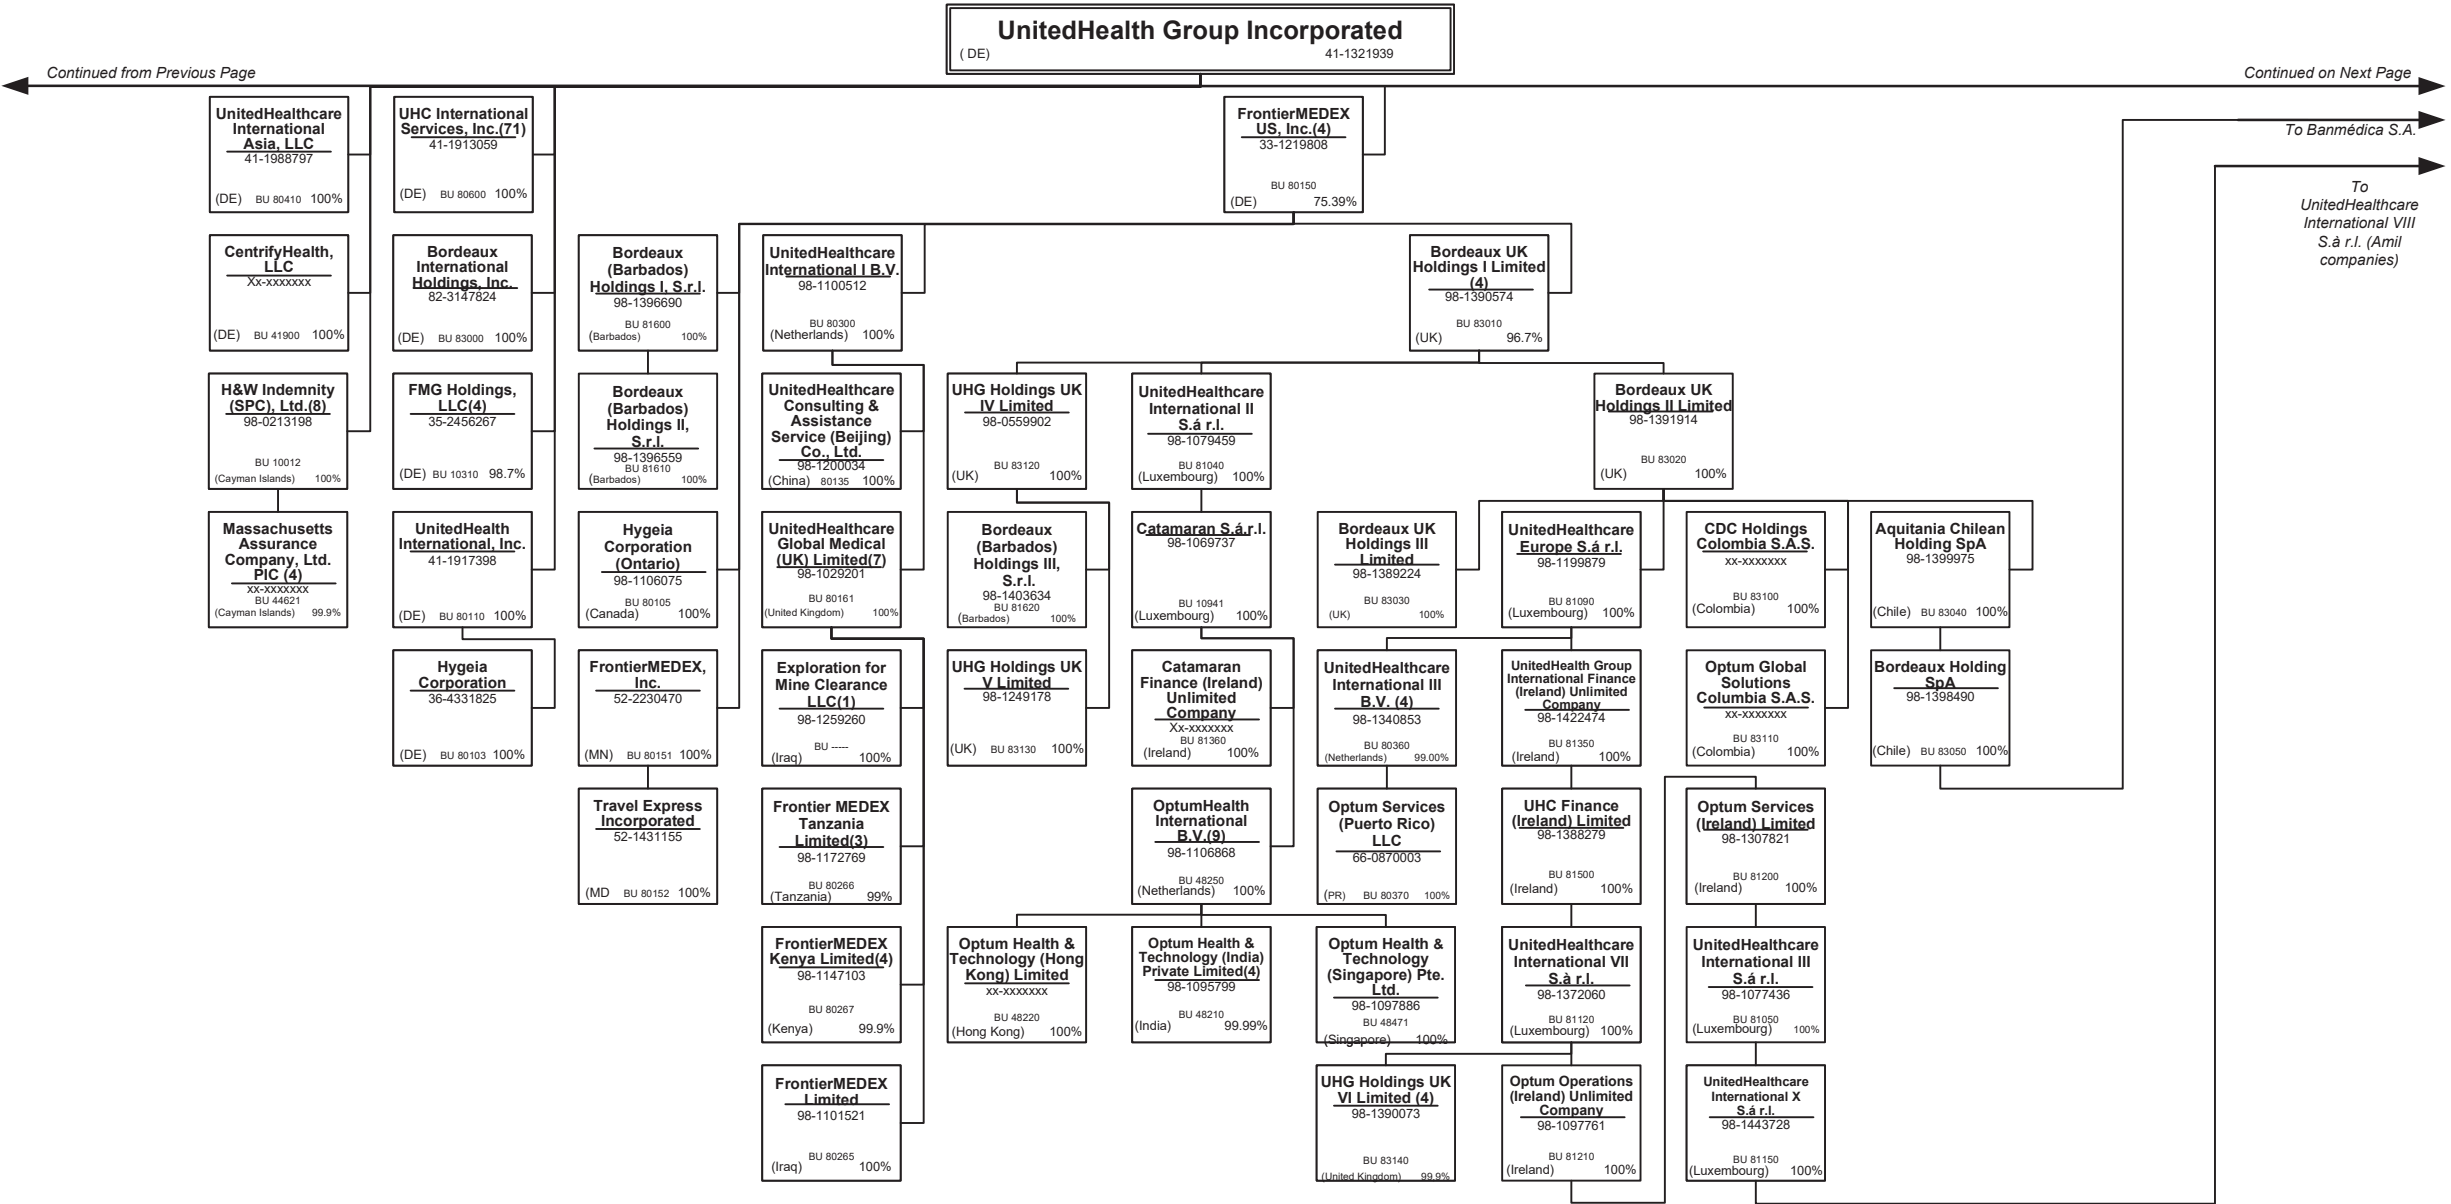 UnitedHealth Group Incorporated
( DE) 41-1321939
Continued from Previous Page
Continued on Next Page
To Banmédica S.A.
To
UnitedHealthcare
International VIII
S.à r.l. (Amil
companies)
UnitedHealthcare
International
Asia, LLC
41-1988797
(DE) BU 80410 100%
UHC International
Services, Inc.(71)
41-1913059
(DE) BU 80600 100%
FrontierMEDEX
US, Inc.(4)
33-1219808
BU 80150
(DE) 75.39%
CentrifyHealth,
LLC
Xx-xxxxxxx
(DE) BU 41900 100%
Bordeaux
International
Holdings, Inc.
82-3147824
(DE) BU 83000 100%
Bordeaux
(Barbados)
Holdings I, S.r.l.
98-1396690
BU 81600
(Barbados) 100%
UnitedHealthcare
International I B.V.
98-1100512
BU 80300
(Netherlands) 100%
Bordeaux UK
Holdings I Limited
(4)
98-1390574
BU 83010
(UK) 96.7%
H&W Indemnity
(SPC), Ltd.(8)
98-0213198
BU 10012
(Cayman Islands) 100%
FMG Holdings,
LLC(4)
35-2456267
(DE) BU 10310 98.7%
Bordeaux
(Barbados)
Holdings II,
S.r.l.
98-1396559
BU 81610
(Barbados) 100%
UnitedHealthcare
Consulting &
Assistance
Service (Beijing)
Co., Ltd.
98-1200034
(China) 80135 100%
UHG Holdings UK
IV Limited
98-0559902
BU 83120
(UK) 100%
UnitedHealthcare
International II
S.á r.l.
98-1079459
BU 81040
(Luxembourg) 100%
Bordeaux UK
Holdings II Limited
98-1391914
BU 83020
(UK) 100%
Massachusetts
Assurance
Company, Ltd.
PIC (4)
xx-xxxxxxx
BU 44621
(Cayman Islands) 99.9%
UnitedHealth
International, Inc.
41-1917398
(DE) BU 80110 100%
Hygeia
Corporation
(Ontario)
98-1106075
BU 80105
(Canada) 100%
UnitedHealthcare
Global Medical
(UK) Limited(7)
98-1029201
BU 80161
(United Kingdom) 100%
Bordeaux
(Barbados)
Holdings III,
S.r.l.
98-1403634
BU 81620
(Barbados) 100%
Catamaran S.á.r.l.
98-1069737
BU 10941
(Luxembourg) 100%
Bordeaux UK
Holdings III
Limited
98-1389224
BU 83030
(UK) 100%
UnitedHealthcare
Europe S.á r.l.
98-1199879
BU 81090
(Luxembourg) 100%
CDC Holdings
Colombia S.A.S.
xx-xxxxxxx
BU 83100
(Colombia) 100%
Aquitania Chilean
Holding SpA
98-1399975
(Chile) BU 83040 100%
Hygeia
Corporation
36-4331825
(DE) BU 80103 100%
FrontierMEDEX,
Inc.
52-2230470
(MN) BU 80151 100%
Exploration for
Mine Clearance
LLC(1)
98-1259260
BU -----
(Iraq) 100%
UHG Holdings UK
V Limited
98-1249178
(UK) BU 83130 100%
Catamaran
Finance (Ireland)
Unlimited
Company
Xx-xxxxxxx
BU 81360
(Ireland) 100%
UnitedHealthcare
International III
B.V. (4)
98-1340853
BU 80360
(Netherlands) 99.00%
UnitedHealth Group
International Finance
(Ireland) Unlimited
Company
98-1422474
BU 81350
(Ireland) 100%
Optum Global
Solutions
Columbia S.A.S.
xx-xxxxxxx
BU 83110
(Colombia) 100%
Bordeaux Holding
SpA
98-1398490
(Chile) BU 83050 100%
Travel Express
Incorporated
52-1431155
(MD BU 80152 100%
Frontier MEDEX
Tanzania
Limited(3)
98-1172769
BU 80266
(Tanzania) 99%
OptumHealth
International
B.V.(9)
98-1106868
BU 48250
(Netherlands) 100%
Optum Services
(Puerto Rico)
LLC
66-0870003
(PR) BU 80370 100%
UHC Finance
(Ireland) Limited
98-1388279
BU 81500
(Ireland) 100%
Optum Services
(Ireland) Limited
98-1307821
BU 81200
(Ireland) 100%
FrontierMEDEX
Kenya Limited(4)
98-1147103
BU 80267
(Kenya) 99.9%
Optum Health &
Technology (Hong
Kong) Limited
xx-xxxxxxx
BU 48220
(Hong Kong) 100%
Optum Health &
Technology (India)
Private Limited(4)
98-1095799
BU 48210
(India) 99.99%
Optum Health &
Technology
(Singapore) Pte.
Ltd.
98-1097886
BU 48471
(Singapore) 100%
UnitedHealthcare
International VII
S.à r.l.
98-1372060
BU 81120
(Luxembourg) 100%
UnitedHealthcare
International III
S.á r.l.
98-1077436
BU 81050
(Luxembourg) 100%
FrontierMEDEX
Limited
98-1101521
BU 80265
(Iraq) 100%
UHG Holdings UK
VI Limited (4)
98-1390073
BU 83140
(United Kingdom) 99.9%
Optum Operations
(Ireland) Unlimited
Company
98-1097761
BU 81210
(Ireland) 100%
UnitedHealthcare
International X
S.á r.l.
98-1443728
BU 81150
(Luxembourg) 100%